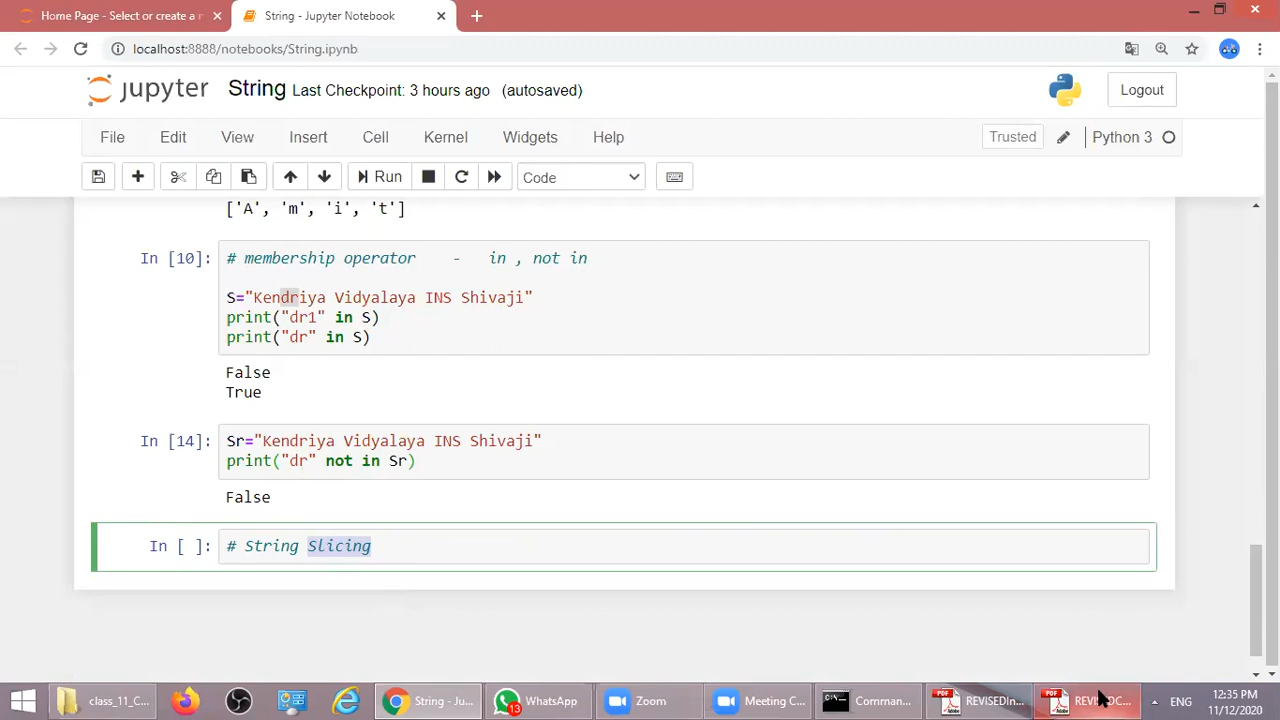 Home Page - Select or create a n
String - Jupyter Notebook
localhost:8888/notebooks/String.ipynb
jupyter String Last Checkpoint: 3 hours ago (autosaved)
Logout
File Edit View Insert Cell Kernel Widgets Help
Trusted Python 3
Run Code
['A', 'm', 'i', 't']
In [10]: # membership operator - in , not in
S="Kendriya Vidyalaya INS Shivaji"
print("dr1" in S)
print("dr" in S)
False
True
In [14]: Sr="Kendriya Vidyalaya INS Shivaji"
print("dr" not in Sr)
False
In [ ]: # String Slicing
class_11_C... String - Ju... 13 WhatsApp Zoom Meeting C... Comman... PDF REVISEDIn... PDF ENG
12:35 PM
11/12/2020